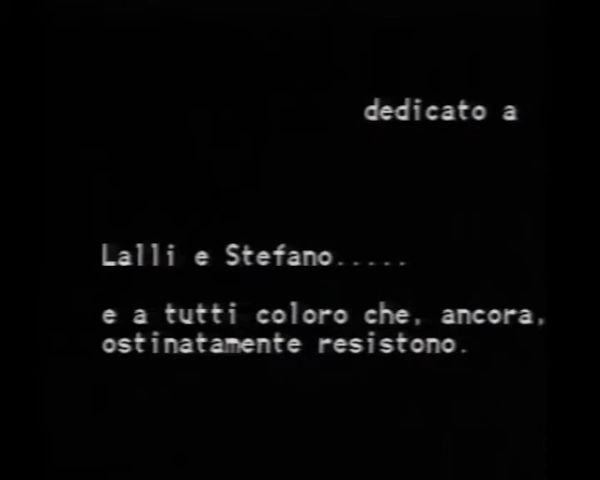 dedicato a
Lalli e Stefano.....
e a tutti coloro che, ancora,
ostinatamente resistono.